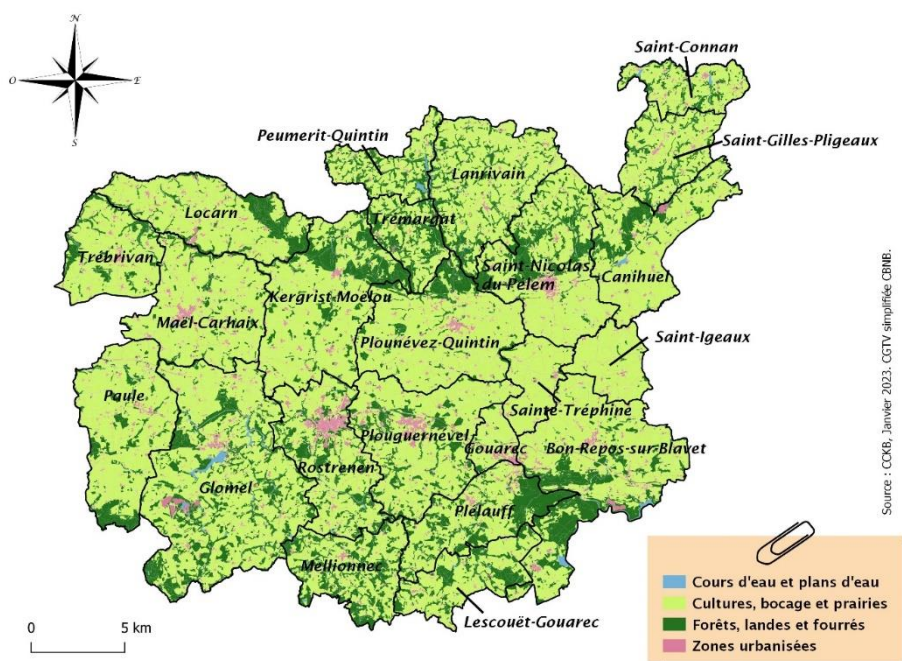 N
O
E
S
Saint-Connan
Peumerit-Quintin
Saint-Gilles-Pligeaux
Lanrivain
Locarn
Trémargat
Trébrivan
Saint-Nicolas
du Pelem
Canihuel
Kergrist-Moëlou
Maël-Carhaix
Plounévez-Quintin
Saint-Igeaux
Paule
Sainte-Tréphine
Plouguernével
Gouarec
Bon-Repos-sur-Blavet
Rostrenen
Glomel
Plélauff
Mellionnec
Lescouët-Gouarec
0 5 km
Cours d'eau et plans d'eau
Cultures, bocage et prairies
Forêts, landes et fourrés
Zones urbanisées
Source : CCKB, Janvier 2023. CGTV simplifiée CBNB.